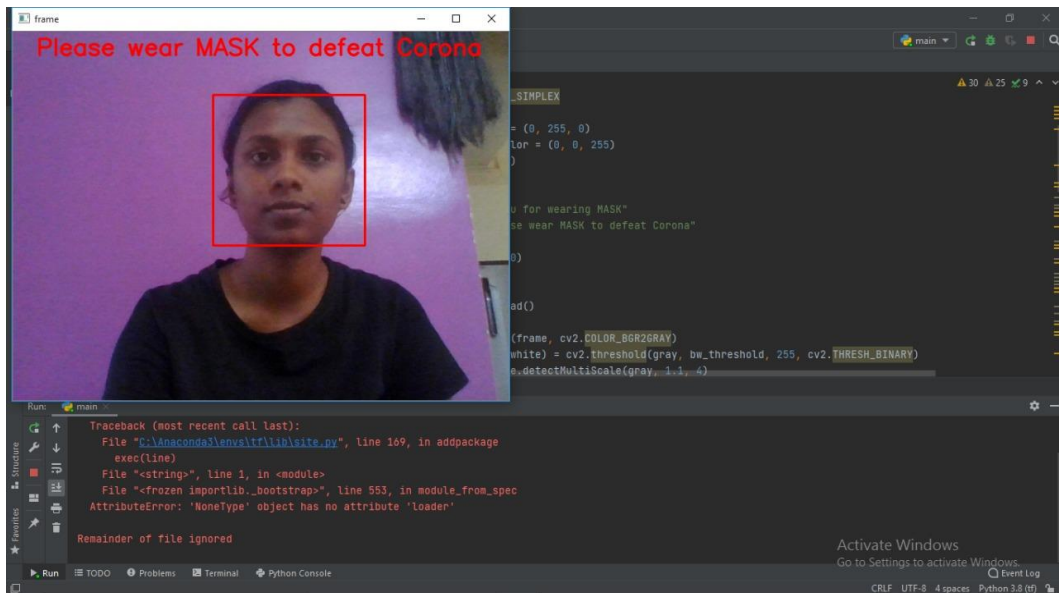 frame
Please wear MASK to defeat Corona
main
30 25 9
_SIMPLEX
= (0, 255, 0)
lor = (0, 0, 255)
)
u for wearing MASK"
se wear MASK to defeat Corona"
0)
ad()
(frame, cv2.COLOR_BGR2GRAY)
white) = cv2.threshold(gray, bw_threshold, 255, cv2.THRESH_BINARY)
e.detectMultiScale(gray, 1.1, 4)
Run: main
Traceback (most recent call last):
File "C:\Anaconda3\envs\tf\lib\site.py", line 169, in addpackage
exec(line)
File "<string>", line 1, in <module>
File "<frozen importlib._bootstrap>", line 553, in module_from_spec
AttributeError: 'NoneType' object has no attribute 'loader'
Remainder of file ignored
Structure
Favorites
Activate Windows
Go to Settings to activate Windows.
Run TODO Problems Terminal Python Console Event Log
CRLF UTF-8 4 spaces Python 3.8 (tf)